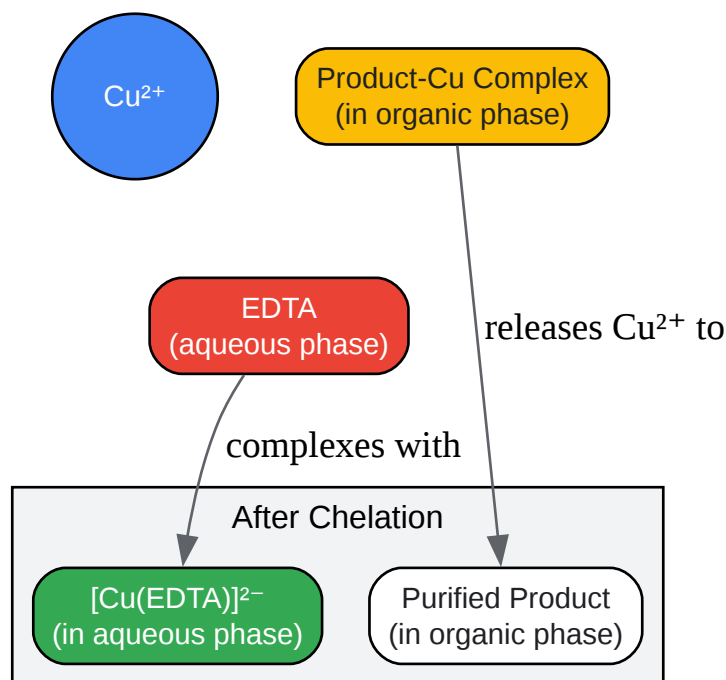 Cu²⁺
Product-Cu Complex
(in organic phase)
EDTA
(aqueous phase)
releases Cu²⁺ to
complexes with
After Chelation
[Cu(EDTA)]²⁻
(in aqueous phase)
Purified Product
(in organic phase)